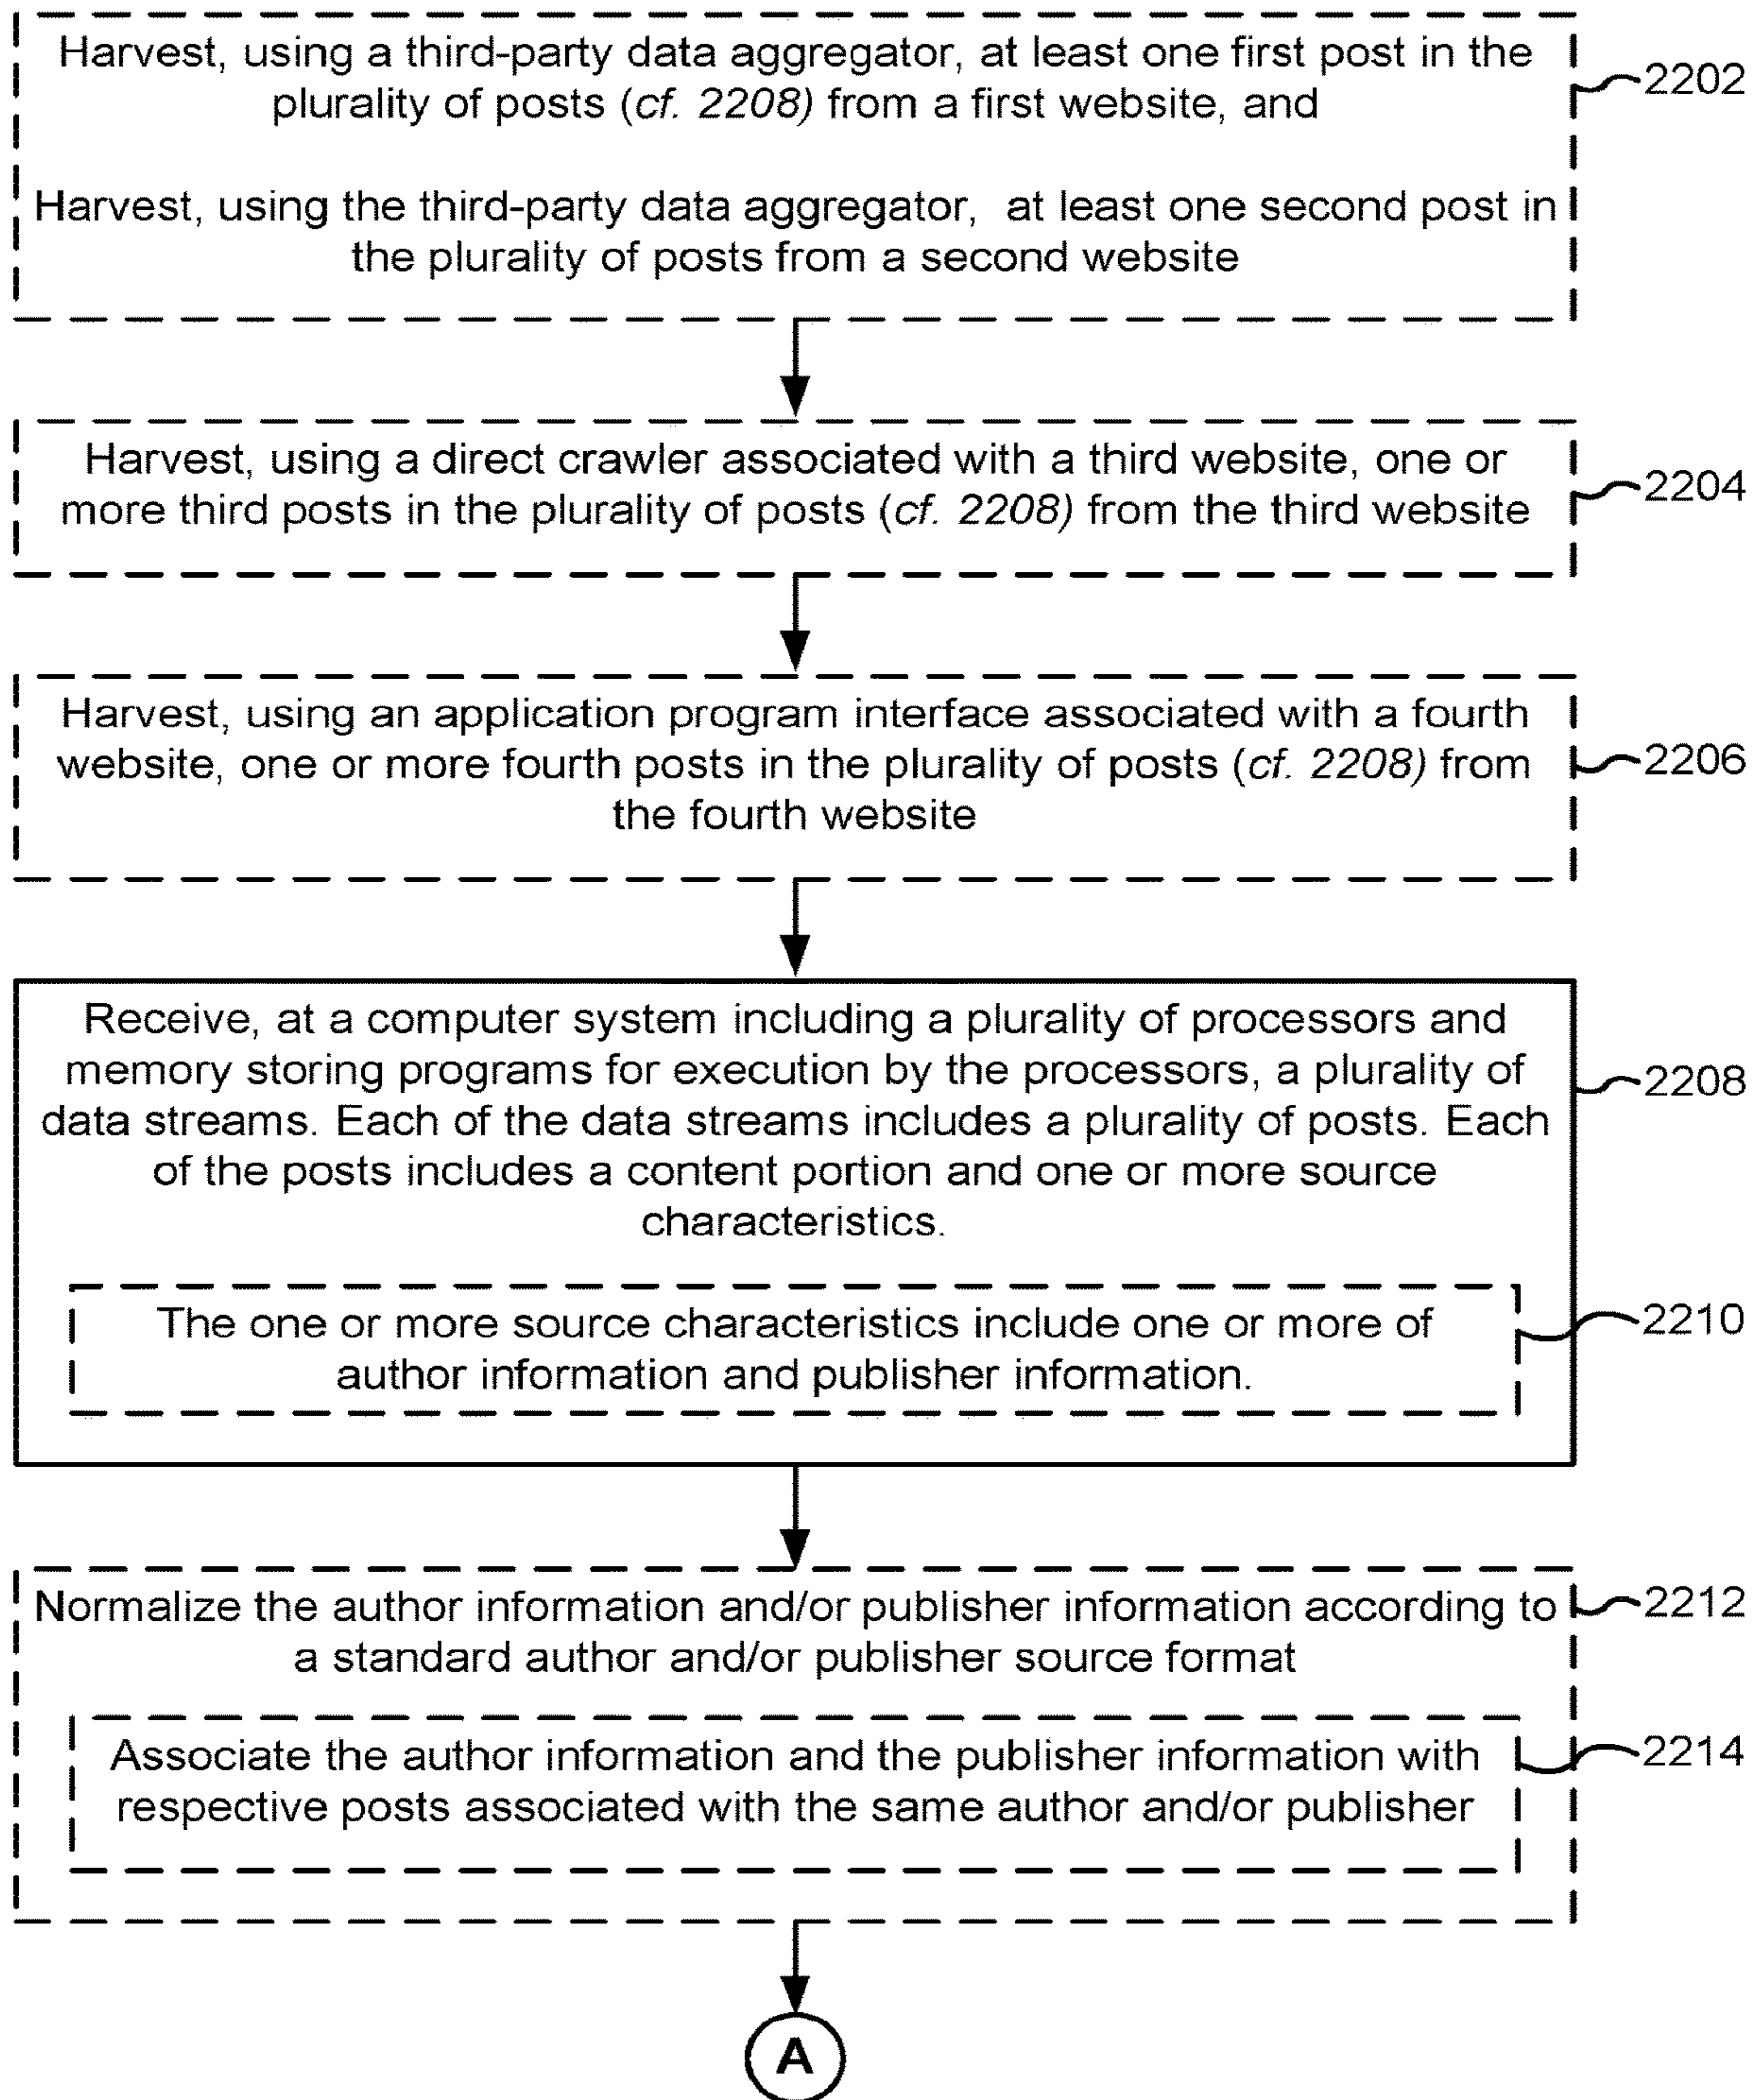 Harvest, using a third-party data aggregator, at least one first post in the
plurality of posts (cf. 2208) from a first website, and
2202
Harvest, using the third-party data aggregator, at least one second post in
the plurality of posts from a second website
Harvest, using a direct crawler associated with a third website, one or
more third posts in the plurality of posts (cf. 2208) from the third website
2204
Harvest, using an application program interface associated with a fourth
website, one or more fourth posts in the plurality of posts (cf. 2208) from
the fourth website
2206
Receive, at a computer system including a plurality of processors and
memory storing programs for execution by the processors, a plurality of
data streams. Each of the data streams includes a plurality of posts. Each
of the posts includes a content portion and one or more source
characteristics.
2208
The one or more source characteristics include one or more of
author information and publisher information.
2210
Normalize the author information and/or publisher information according to
a standard author and/or publisher source format
2212
Associate the author information and the publisher information with
respective posts associated with the same author and/or publisher
2214
A